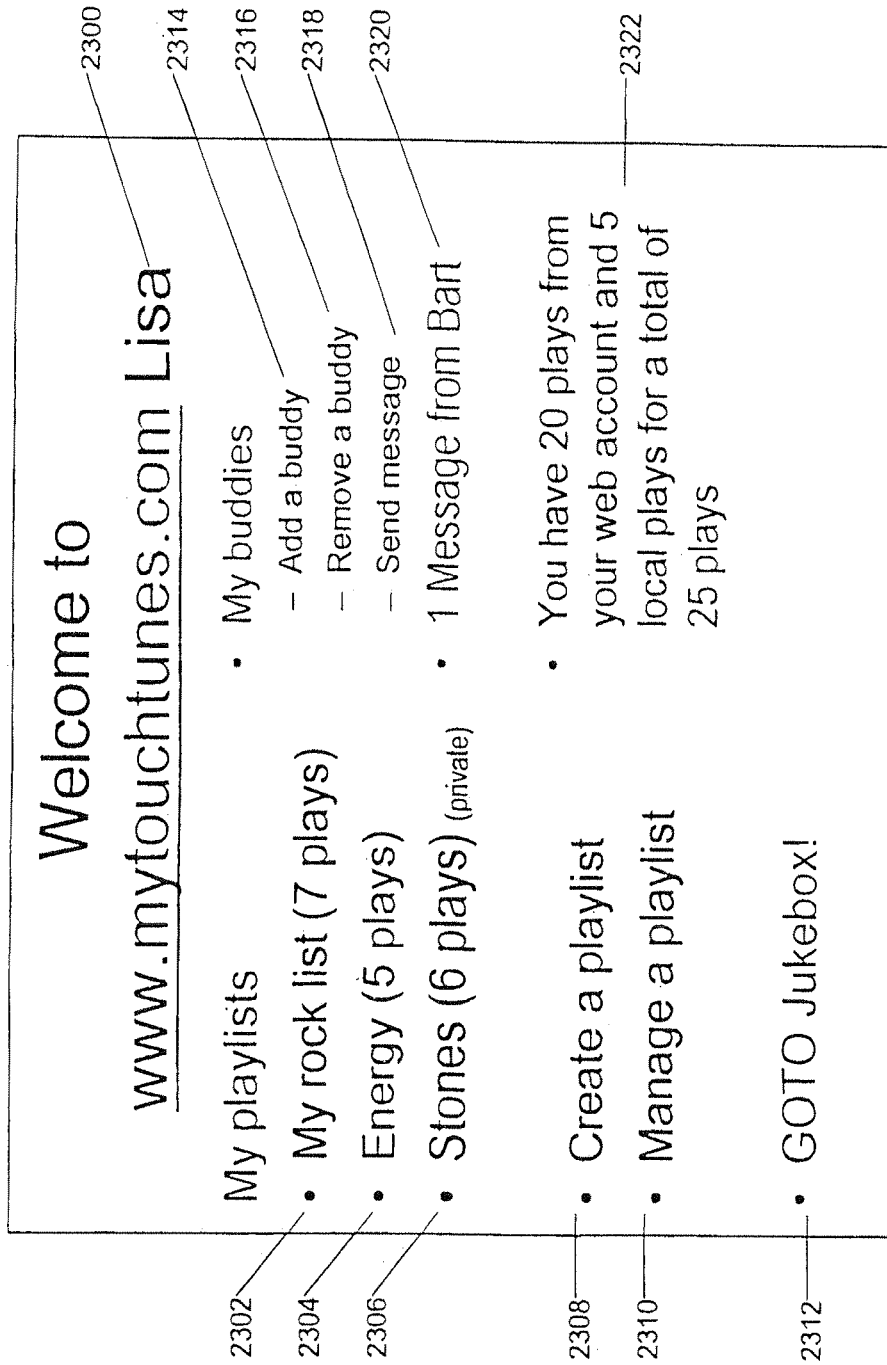 Welcome to
www.mytouchtunes.com Lisa
2300
My playlists
2302
• My rock list (7 plays)
2304
• Energy (5 plays)
2306
• Stones (6 plays) (private)
2308
• Create a playlist
2310
• Manage a playlist
2312
• GOTO Jukebox!
• My buddies
– Add a buddy
2314
– Remove a buddy
2316
– Send message
2318
• 1 Message from Bart
2320
• You have 20 plays from
your web account and 5
local plays for a total of
25 plays
2322